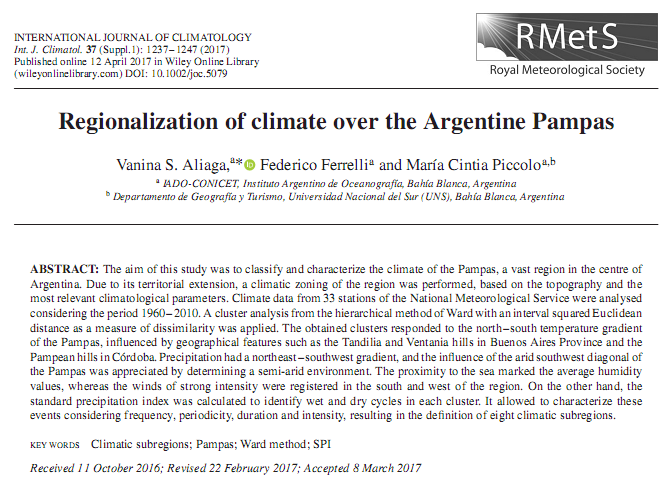 INTERNATIONAL JOURNAL OF CLIMATOLOGY
Int. J. Climatol. 37 (Suppl.1): 1237–1247 (2017)
Published online 12 April 2017 in Wiley Online Library
(wileyonlinelibrary.com) DOI: 10.1002/joc.5079
RMetS
Royal Meteorological Society
Regionalization of climate over the Argentine Pampas
Vanina S. Aliaga,a* iD Federico Ferrellia and María Cintia Piccoloa,b
a IADO-CONICET, Instituto Argentino de Oceanografía, Bahía Blanca, Argentina
b Departamento de Geografía y Turismo, Universidad Nacional del Sur (UNS), Bahía Blanca, Argentina
ABSTRACT: The aim of this study was to classify and characterize the climate of the Pampas, a vast region in the centre of
Argentina. Due to its territorial extension, a climatic zoning of the region was performed, based on the topography and the
most relevant climatological parameters. Climate data from 33 stations of the National Meteorological Service were analysed
considering the period 1960–2010. A cluster analysis from the hierarchical method of Ward with an interval squared Euclidean
distance as a measure of dissimilarity was applied. The obtained clusters responded to the north–south temperature gradient
of the Pampas, influenced by geographical features such as the Tandilia and Ventania hills in Buenos Aires Province and the
Pampean hills in Córdoba. Precipitation had a northeast–southwest gradient, and the influence of the arid southwest diagonal of
the Pampas was appreciated by determining a semi-arid environment. The proximity to the sea marked the average humidity
values, whereas the winds of strong intensity were registered in the south and west of the region. On the other hand, the
standard precipitation index was calculated to identify wet and dry cycles in each cluster. It allowed to characterize these
events considering frequency, periodicity, duration and intensity, resulting in the definition of eight climatic subregions.
KEY WORDS Climatic subregions; Pampas; Ward method; SPI
Received 11 October 2016; Revised 22 February 2017; Accepted 8 March 2017